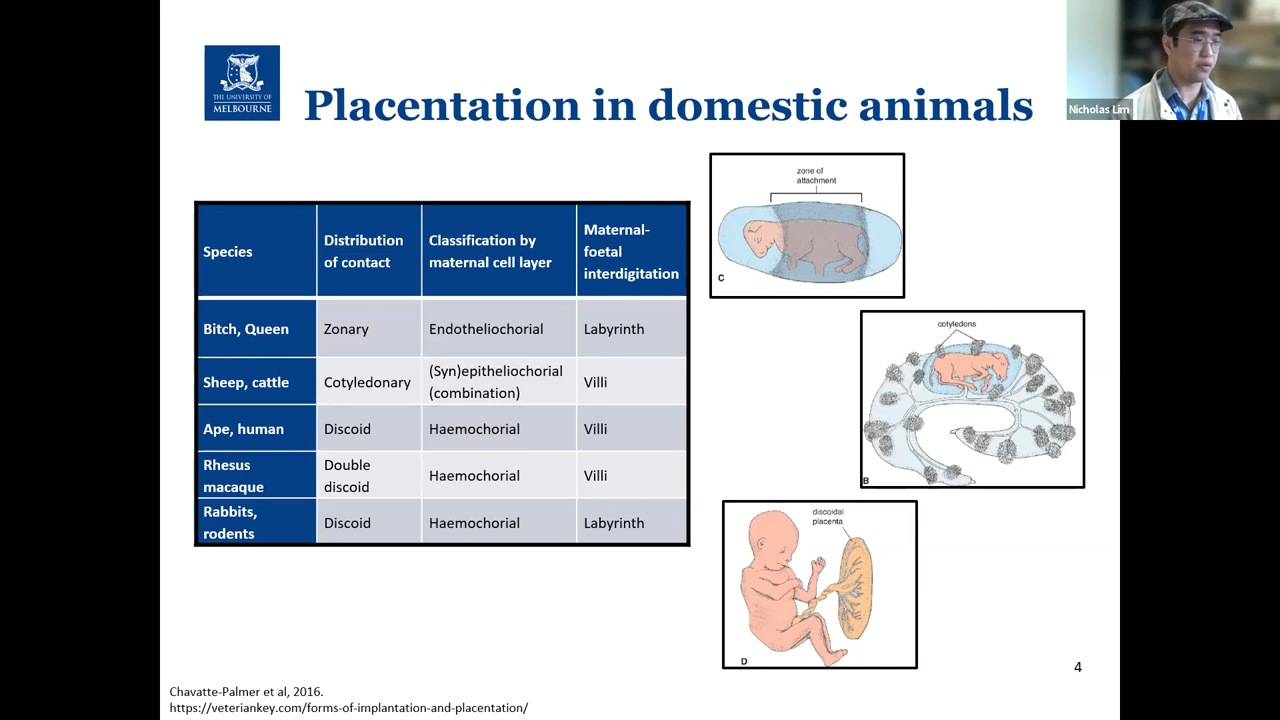 THE UNIVERSITY OF
MELBOURNE
Placentation in domestic animals
Nicholas Lim
Species
Distribution
of contact
Classification by
maternal cell layer
Maternal-
foetal
interdigitation
Bitch, Queen
Zonary
Endotheliochorial
Labyrinth
Sheep, cattle
Cotyledonary
(Syn)epitheliochorial
(combination)
Villi
Ape, human
Discoid
Haemochorial
Villi
Rhesus
macaque
Double
discoid
Haemochorial
Villi
Rabbits,
rodents
Discoid
Haemochorial
Labyrinth
zone of
attachment
C
cotyledons
B
discoidal
placenta
D
4
Chavatte-Palmer et al, 2016.
https://veteriankey.com/forms-of-implantation-and-placentation/